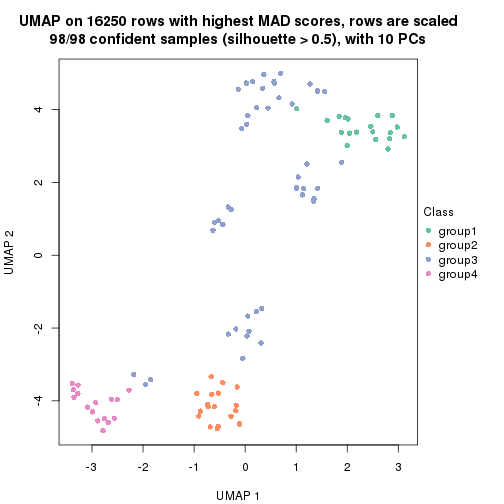 UMAP on 16250 rows with highest MAD scores, rows are scaled
98/98 confident samples (silhouette > 0.5), with 10 PCs
4
2
0
-2
-4
UMAP 2
-3
-2
-1
0
1
2
3
UMAP 1
Class
group1
group2
group3
group4